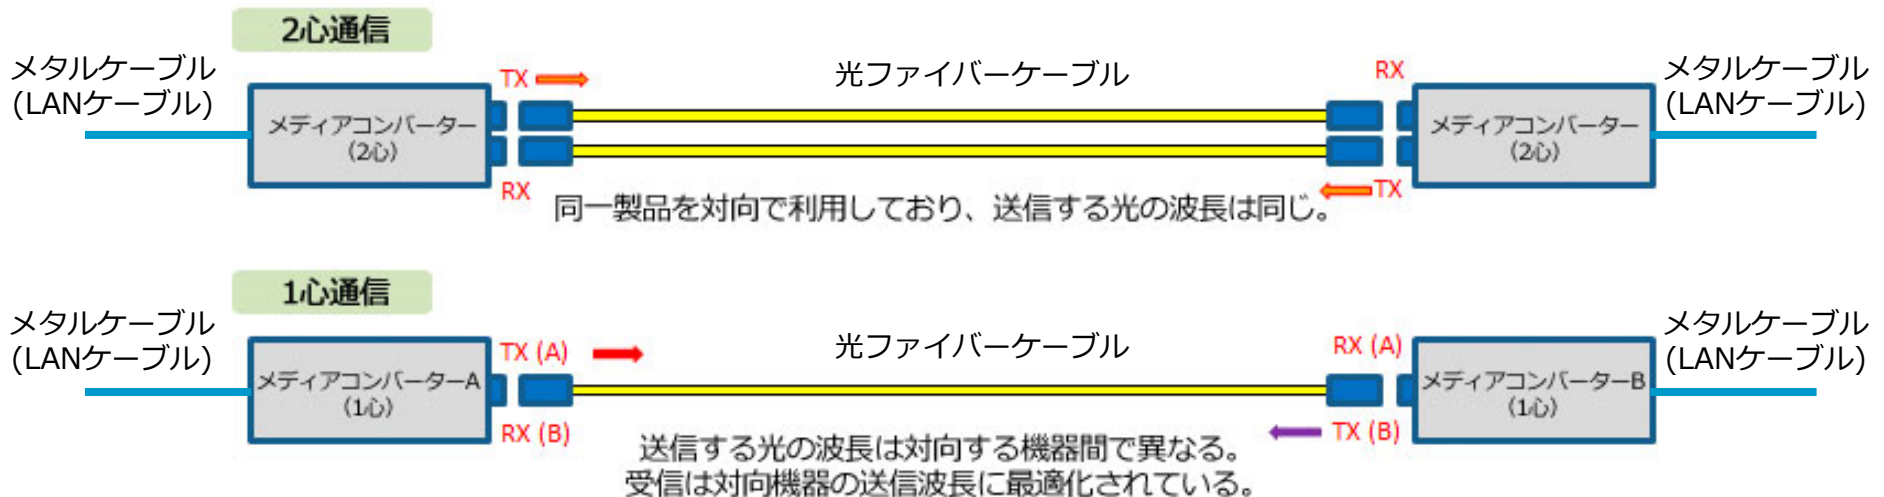 2心通信
メタルケーブル
(LANケーブル)
TX
光ファイバーケーブル
RX
メタルケーブル
(LANケーブル)
メディアコンバーター
(2心)
メディアコンバーター
(2心)
RX
TX
同一製品を対向で利用しており、送信する光の波長は同じ。
1心通信
メタルケーブル
(LANケーブル)
TX (A)
光ファイバーケーブル
RX (A)
メタルケーブル
(LANケーブル)
メディアコンバーターA
(1心)
メディアコンバーターB
(1心)
RX (B)
TX (B)
送信する光の波長は対向する機器間で異なる。
受信は対向機器の送信波長に最適化されている。